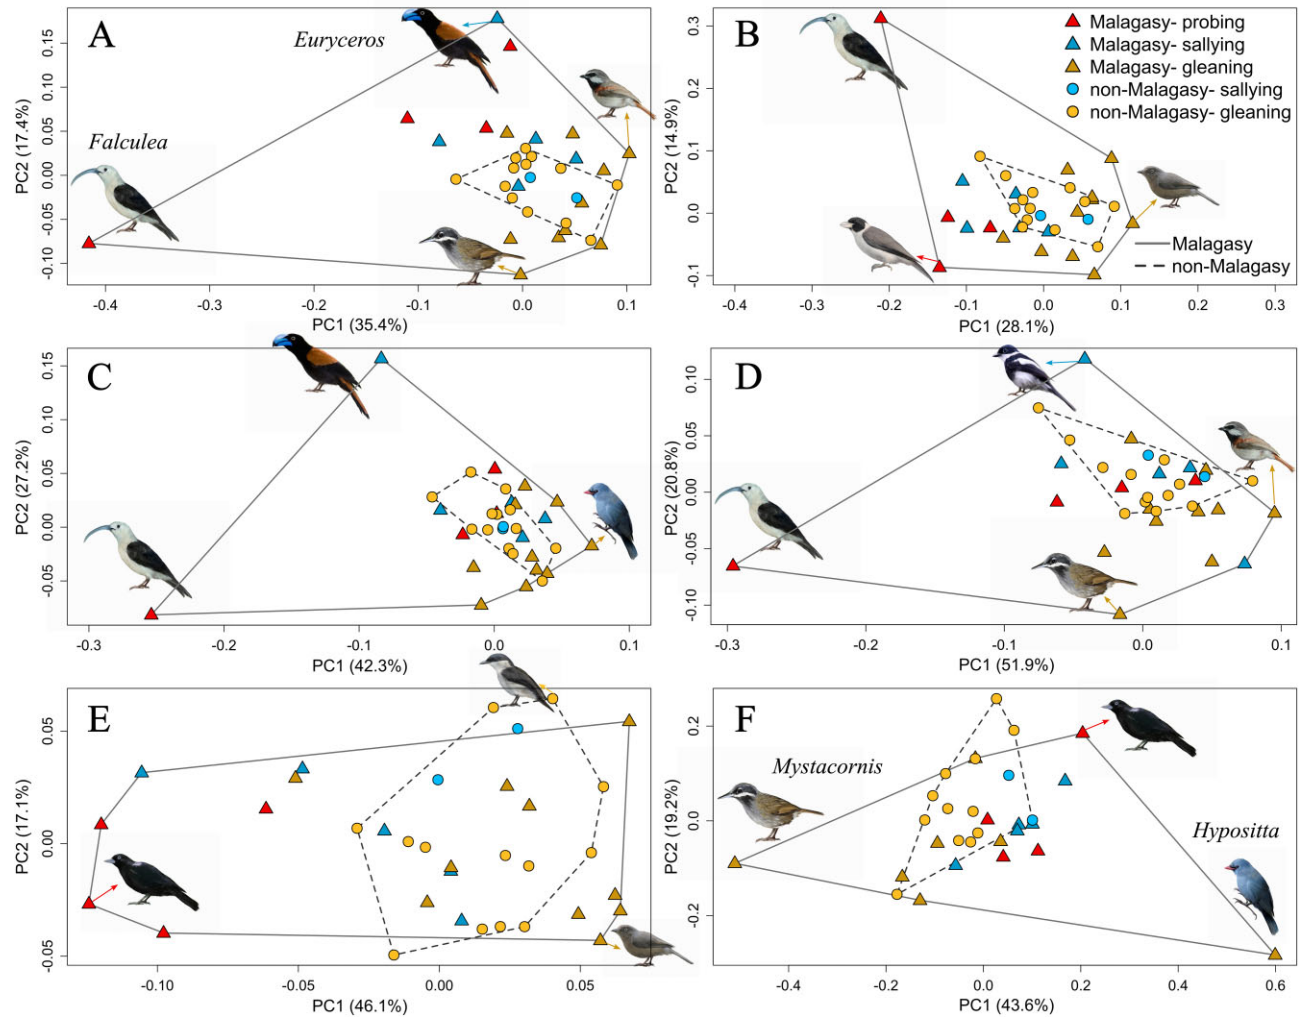 A
Euryceros
Falculea
PC2 (17.4%)
0.15
0.10
0.05
0.00
-0.05
-0.10
-0.4
-0.3
-0.2
-0.1
0.0
0.1
PC1 (35.4%)
B
Malagasy- probing
Malagasy- sallying
Malagasy- gleaning
non-Malagasy- sallying
non-Malagasy- gleaning
Malagasy
non-Malagasy
PC2 (14.9%)
0.3
0.2
0.1
0.0
-0.1
-0.4
-0.3
-0.2
-0.1
0.0
0.1
0.2
0.3
PC1 (28.1%)
C
PC2 (27.2%)
0.15
0.10
0.05
0.00
-0.05
-0.3
-0.2
-0.1
0.0
0.1
PC1 (42.3%)
D
PC2 (20.8%)
0.10
0.05
0.00
-0.05
-0.10
-0.3
-0.2
-0.1
0.0
0.1
PC1 (51.9%)
E
PC2 (17.1%)
0.05
0.00
-0.05
-0.10
-0.05
0.00
0.05
PC1 (46.1%)
F
Mystacornis
Hypositta
PC2 (19.2%)
0.2
0.0
-0.2
-0.4
-0.2
0.0
0.2
0.4
0.6
PC1 (43.6%)